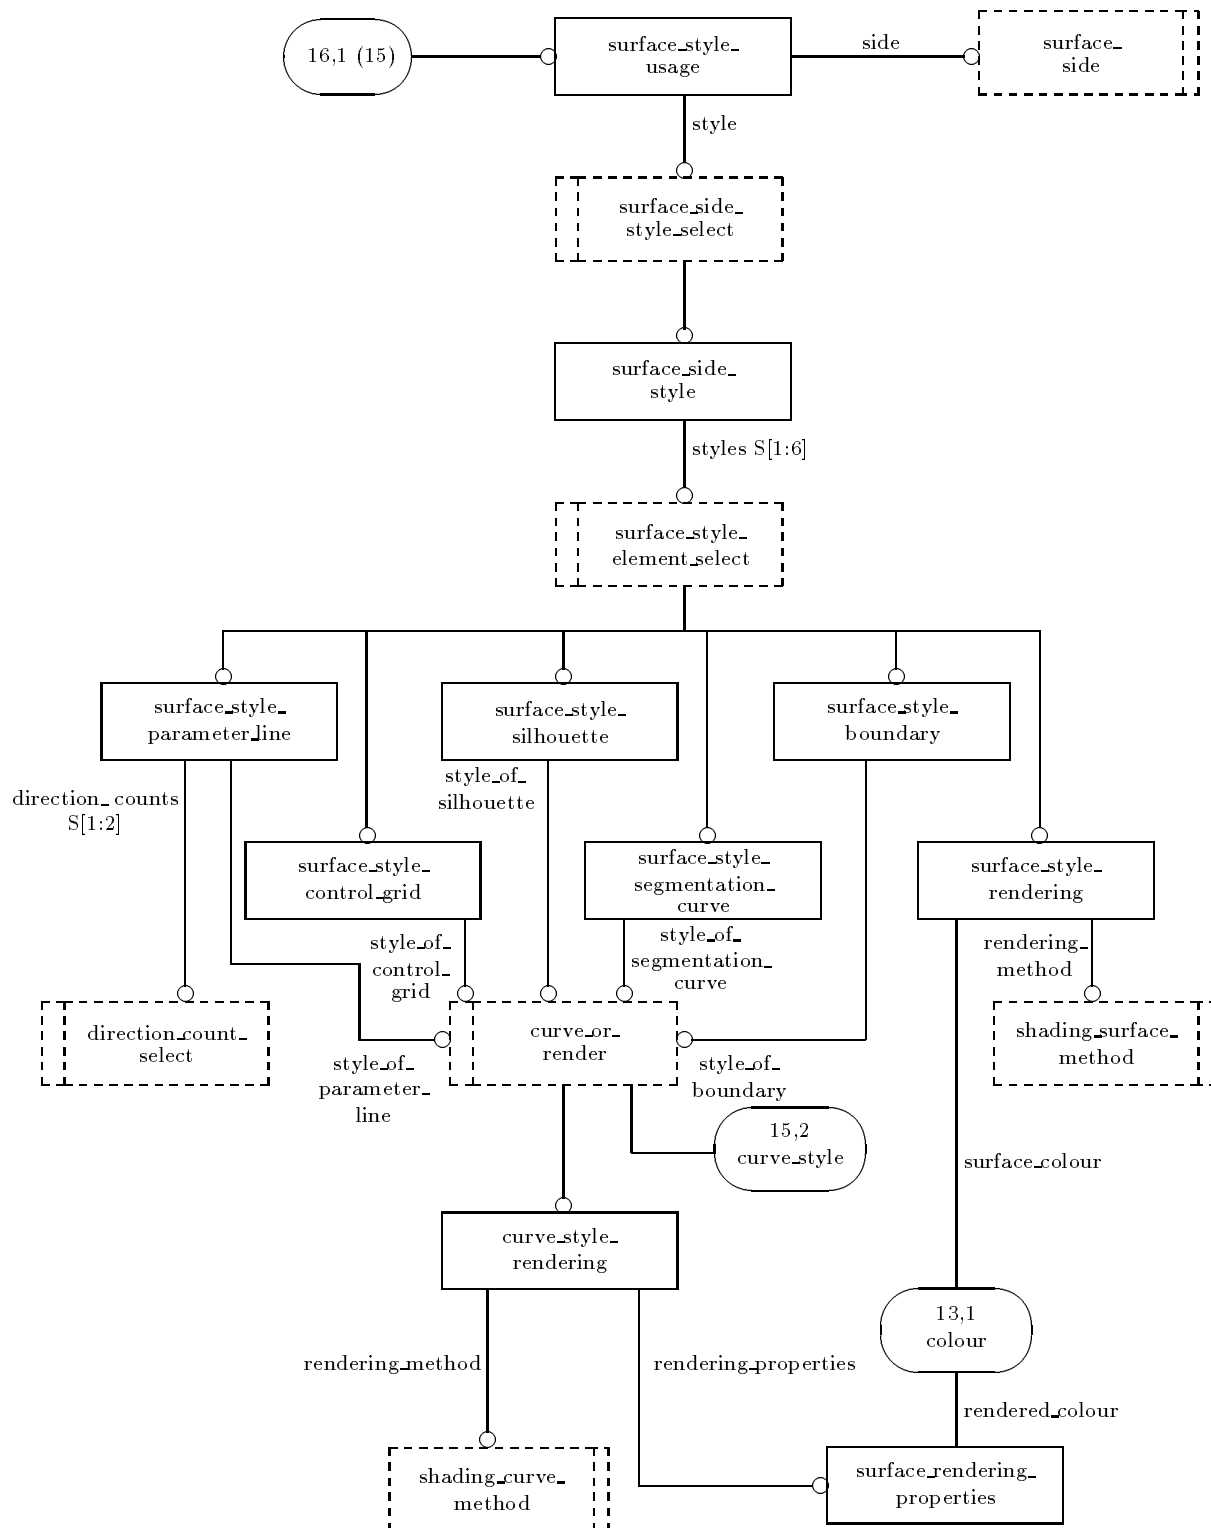 16,1 (15)
surface_style_
usage
side
surface_
side
style
surface_side_
style_select
surface_side_
style
styles S[1:6]
surface_style_
element_select
surface_style_
parameter_line
surface_style_
silhouette
surface_style_
boundary
direction_counts
S[1:2]
style_of_
silhouette
surface_style_
control_grid
surface_style_
segmentation_
curve
surface_style_
rendering
style_of_
control_
grid
style_of_
segmentation_
curve
rendering_
method
direction_count_
select
curve_or_
render
shading_surface_
method
style_of_
parameter_
line
style_of_
boundary
15,2
curve_style
surface_colour
curve_style_
rendering
13,1
colour
rendering_method
rendering_properties
rendered_colour
shading_curve_
method
surface_rendering_
properties